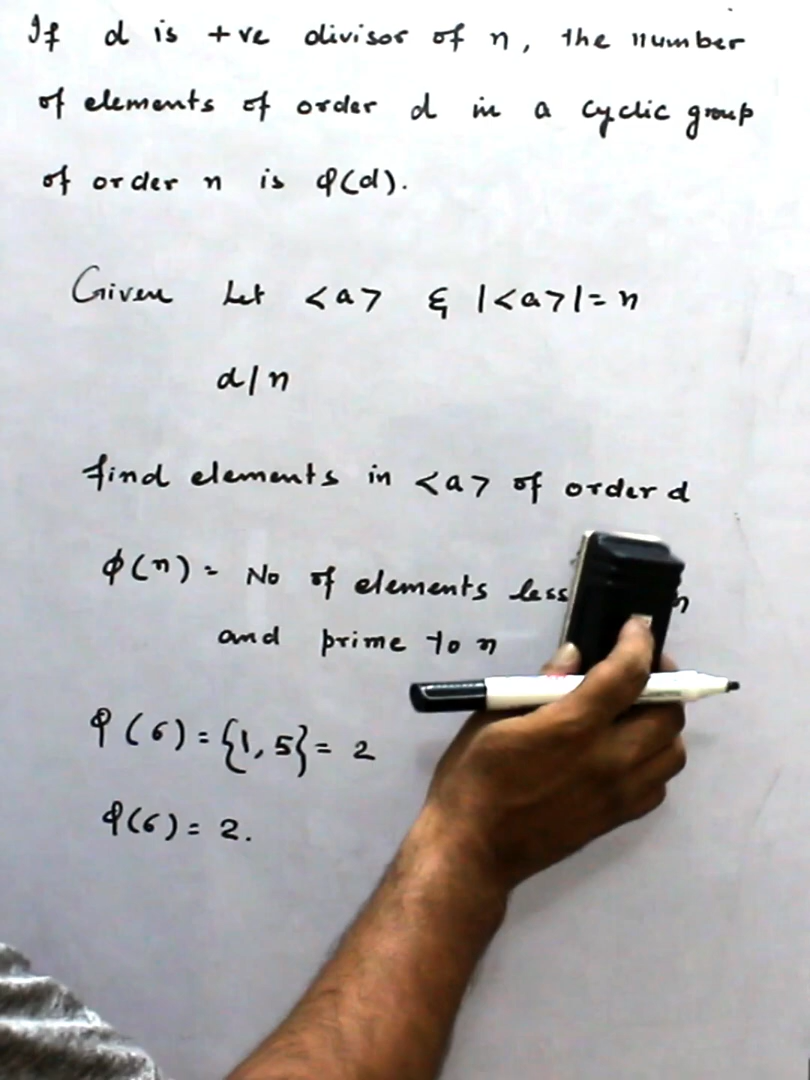 If d is +ve divisor of n, the number
of elements of order d in a cyclic group
of order n is φ(d).
Given Let <a> & |<a>| = n
d/n
find elements in <a> of order d
ϕ(n) = No of elements less n
and prime to n
φ(6) = {1, 5} = 2
φ(6) = 2.